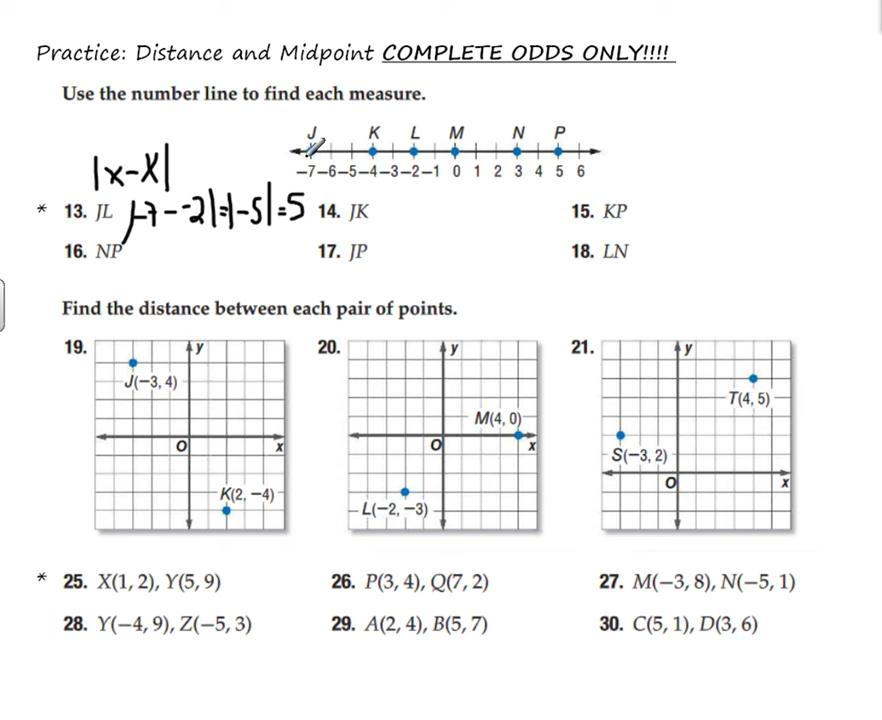 Practice: Distance and Midpoint COMPLETE ODDS ONLY!!!!
Use the number line to find each measure.
J K L M N P
-7 -6 -5 -4 -3 -2 -1 0 1 2 3 4 5 6
|x-x|
* 13. JL |-7--2|=|-5|=5 14. JK 15. KP
16. NP 17. JP 18. LN
Find the distance between each pair of points.
19. y 20. y 21. y
J(−3, 4) T(4, 5)
M(4, 0)
O x O x S(−3, 2)
K(2, −4) L(−2, −3) O x
* 25. X(1, 2), Y(5, 9) 26. P(3, 4), Q(7, 2) 27. M(−3, 8), N(−5, 1)
28. Y(−4, 9), Z(−5, 3) 29. A(2, 4), B(5, 7) 30. C(5, 1), D(3, 6)